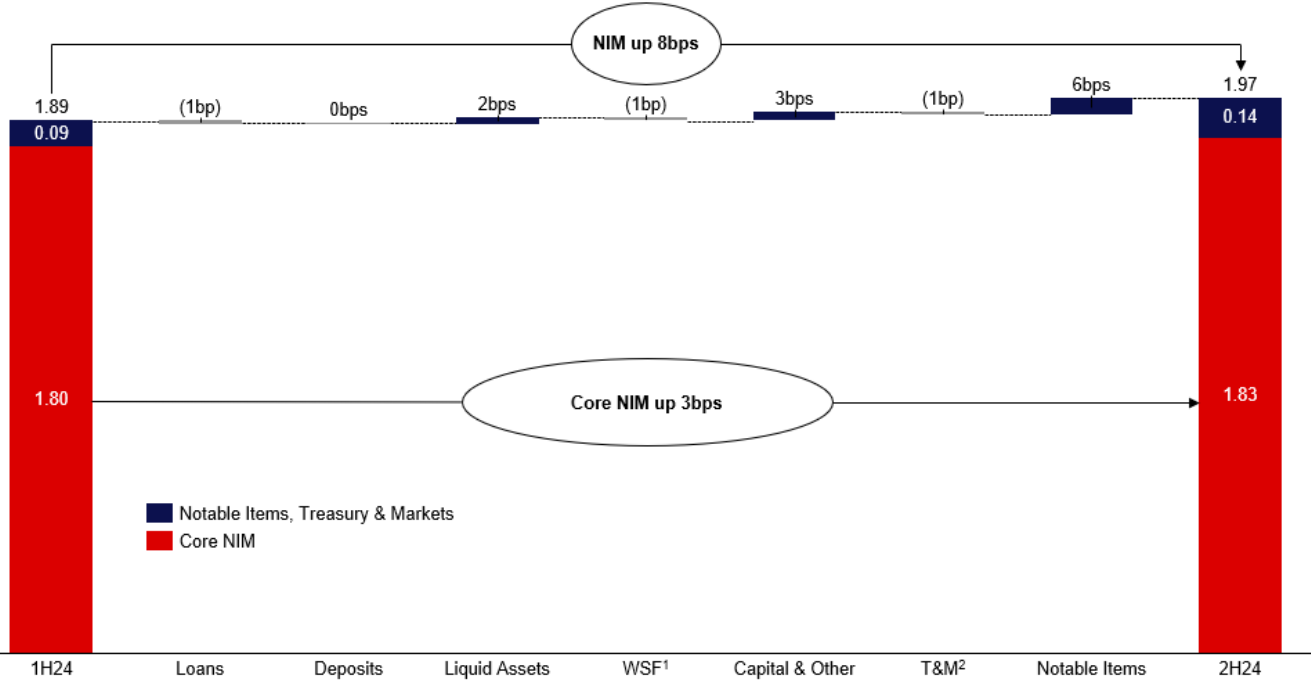 NIM up 8bps
1.89
(1bp)
0bps
2bps
(1bp)
3bps
(1bp)
6bps
1.97
0.09
0.14
1.80
Core NIM up 3bps
1.83
Notable Items, Treasury & Markets
Core NIM
1H24
Loans
Deposits
Liquid Assets
WSF¹
Capital & Other
T&M²
Notable Items
2H24